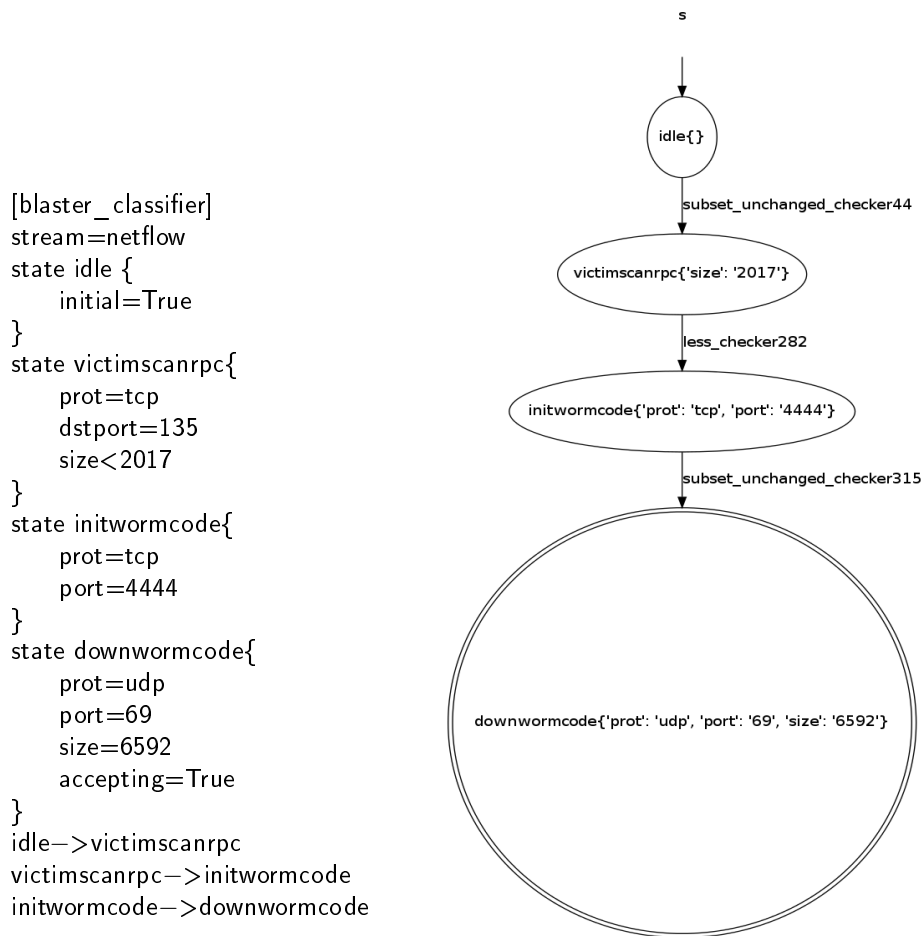 [blaster_classifier]
stream=netflow
state idle {
initial=True
}
state victimscanrpc{
prot=tcp
dstport=135
size<2017
}
state initwormcode{
prot=tcp
port=4444
}
state downwormcode{
prot=udp
port=69
size=6592
accepting=True
}
idle−>victimscanrpc
victimscanrpc−>initwormcode
initwormcode−>downwormcode
s
idle{}
subset_unchanged_checker44
victimscanrpc{'size': '2017'}
less_checker282
initwormcode{'prot': 'tcp', 'port': '4444'}
subset_unchanged_checker315
downwormcode{'prot': 'udp', 'port': '69', 'size': '6592'}